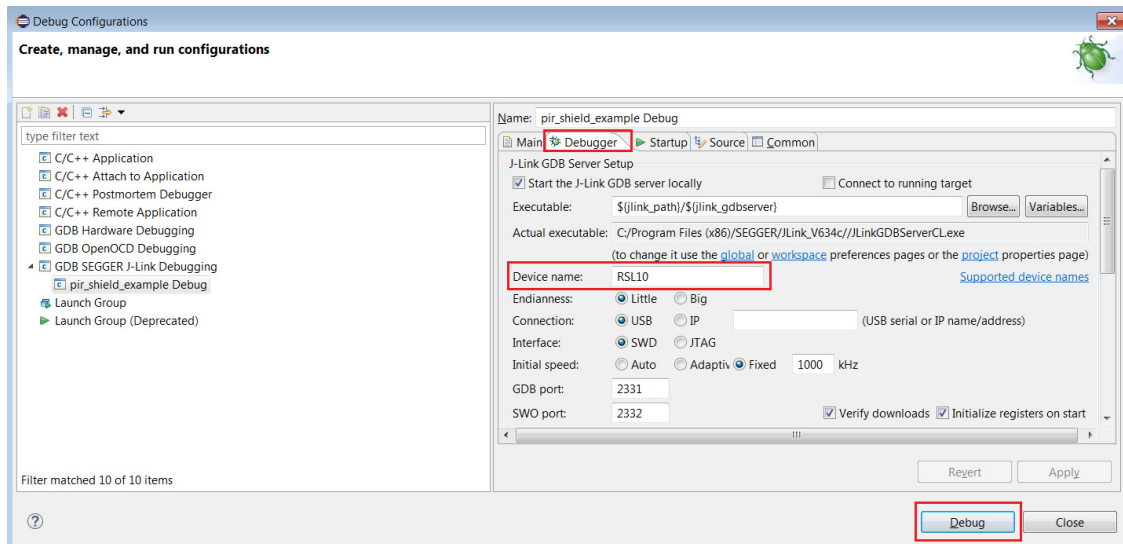 Debug Configurations
Create, manage, and run configurations
type filter text
C/C++ Application
C/C++ Attach to Application
C/C++ Postmortem Debugger
C/C++ Remote Application
GDB Hardware Debugging
GDB OpenOCD Debugging
GDB SEGGER J-Link Debugging
pir_shield_example Debug
Launch Group
Launch Group (Deprecated)
Filter matched 10 of 10 items
Name: pir_shield_example Debug
Main Debugger Startup Source Common
J-Link GDB Server Setup
Start the J-Link GDB server locally Connect to running target
Executable: ${jlink_path}/${jlink_gdbserver} Browse... Variables...
Actual executable: C:/Program Files (x86)/SEGGER/JLink_V634c//JLinkGDBServerCL.exe
(to change it use the global or workspace preferences pages or the project properties page)
Device name: RSL10 Supported device names
Endianness: Little Big
Connection: USB IP (USB serial or IP name/address)
Interface: SWD JTAG
Initial speed: Auto Adaptiv Fixed 1000 kHz
GDB port: 2331
SWO port: 2332 Verify downloads Initialize registers on start
Revert Apply
? Debug Close